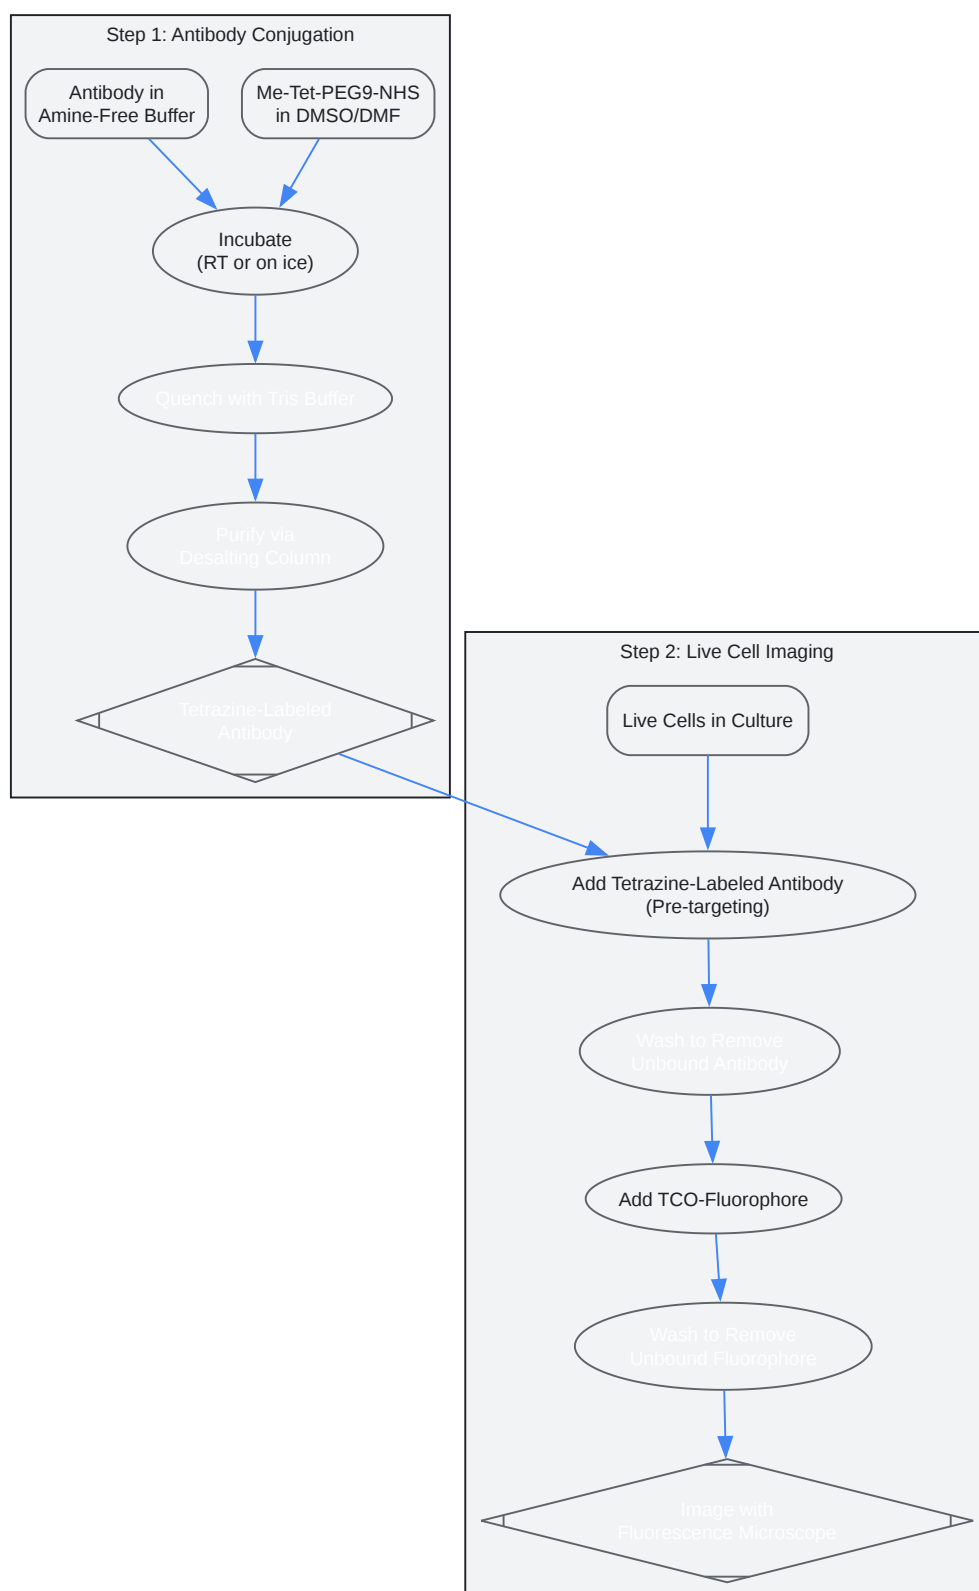 Step 1: Antibody Conjugation
Antibody in
Amine-Free Buffer
Me-Tet-PEG9-NHS
in DMSO/DMF
Incubate
(RT or on ice)
Quench with Tris Buffer
Purify via
Desalting Column
Tetrazine-Labeled
Antibody
Step 2: Live Cell Imaging
Live Cells in Culture
Add Tetrazine-Labeled Antibody
(Pre-targeting)
Wash to Remove
Unbound Antibody
Add TCO-Fluorophore
Wash to Remove
Unbound Fluorophore
Image with
Fluorescence Microscope